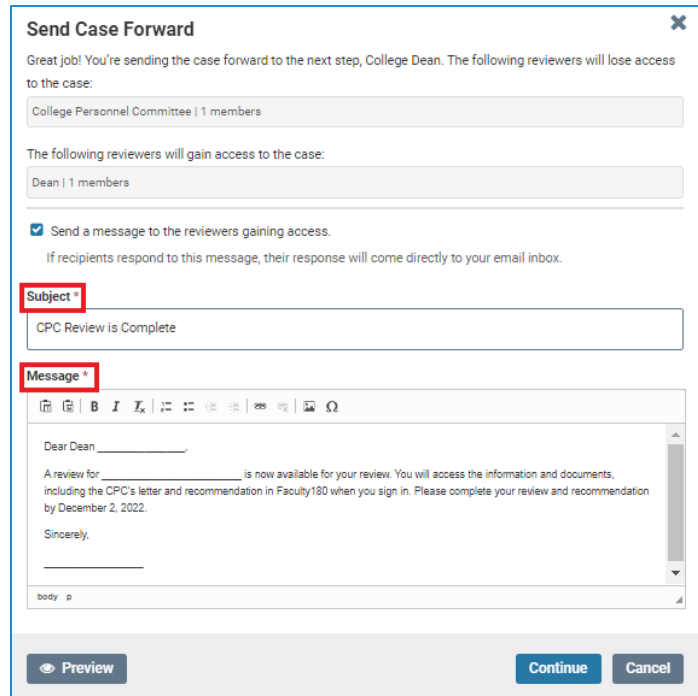 Send Case Forward
Great job! You're sending the case forward to the next step, College Dean. The following reviewers will lose access
to the case:
College Personnel Committee | 1 members
The following reviewers will gain access to the case:
Dean | 1 members
Send a message to the reviewers gaining access.
If recipients respond to this message, their response will come directly to your email inbox.
Subject *
CPC Review is Complete
Message *
B I Tx Ω
Dear Dean ________________,
A review for _________________________ is now available for your review. You will access the information and documents,
including the CPC's letter and recommendation in Faculty180 when you sign in. Please complete your review and recommendation
by December 2, 2022.
Sincerely,
__________________
body p
Preview
Continue
Cancel